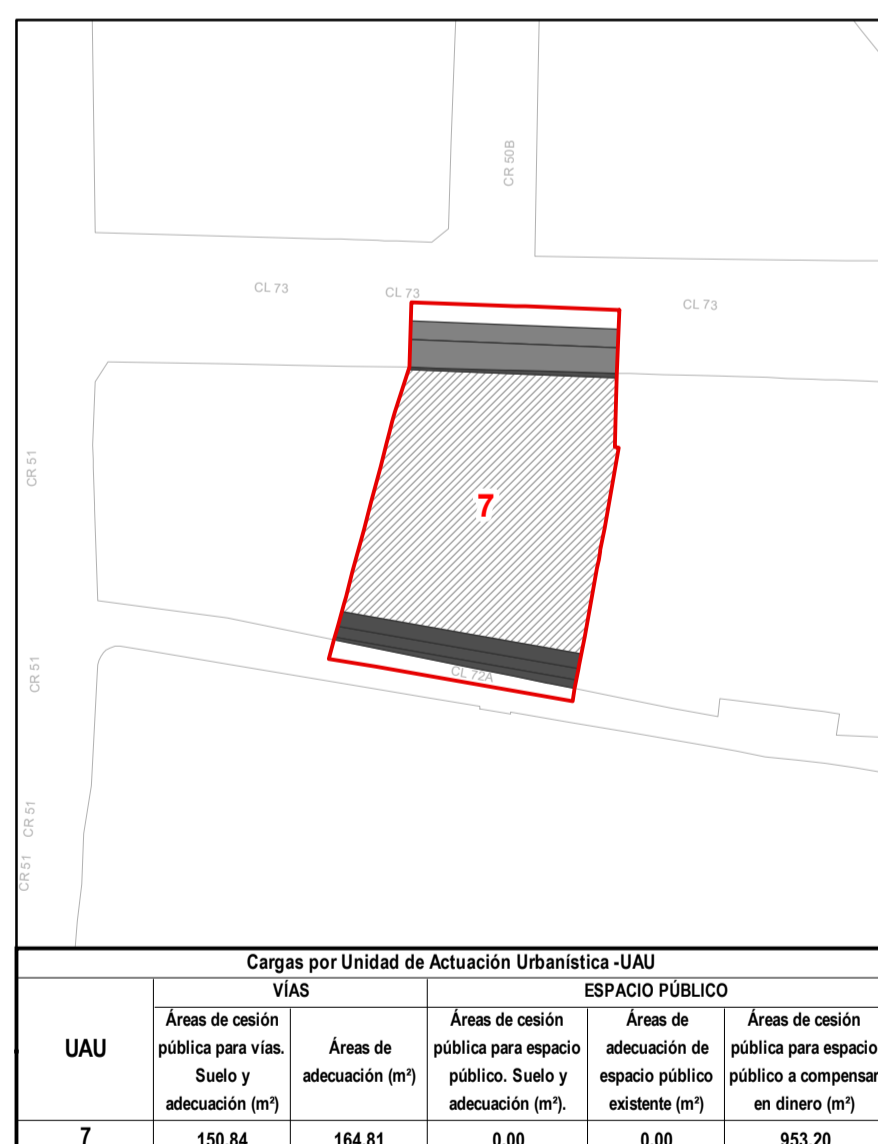 CR 50B
CL 73
CL 73
CL 73
CR 51
7
CR 51
CL 72A
CR 51
CR 51
Cargas por Unidad de Actuación Urbanística -UAU
UAU
VÍAS
ESPACIO PÚBLICO
Áreas de cesión
pública para vías.
Suelo y
adecuación (m²)
Áreas de
adecuación (m²)
Áreas de cesión
pública para espacio
público. Suelo y
adecuación (m²).
Áreas de
adecuación de
espacio público
existente (m²)
Áreas de cesión
pública para espacio
público a compensar
en dinero (m²)
7
150.84
164.81
0.00
0.00
953.20